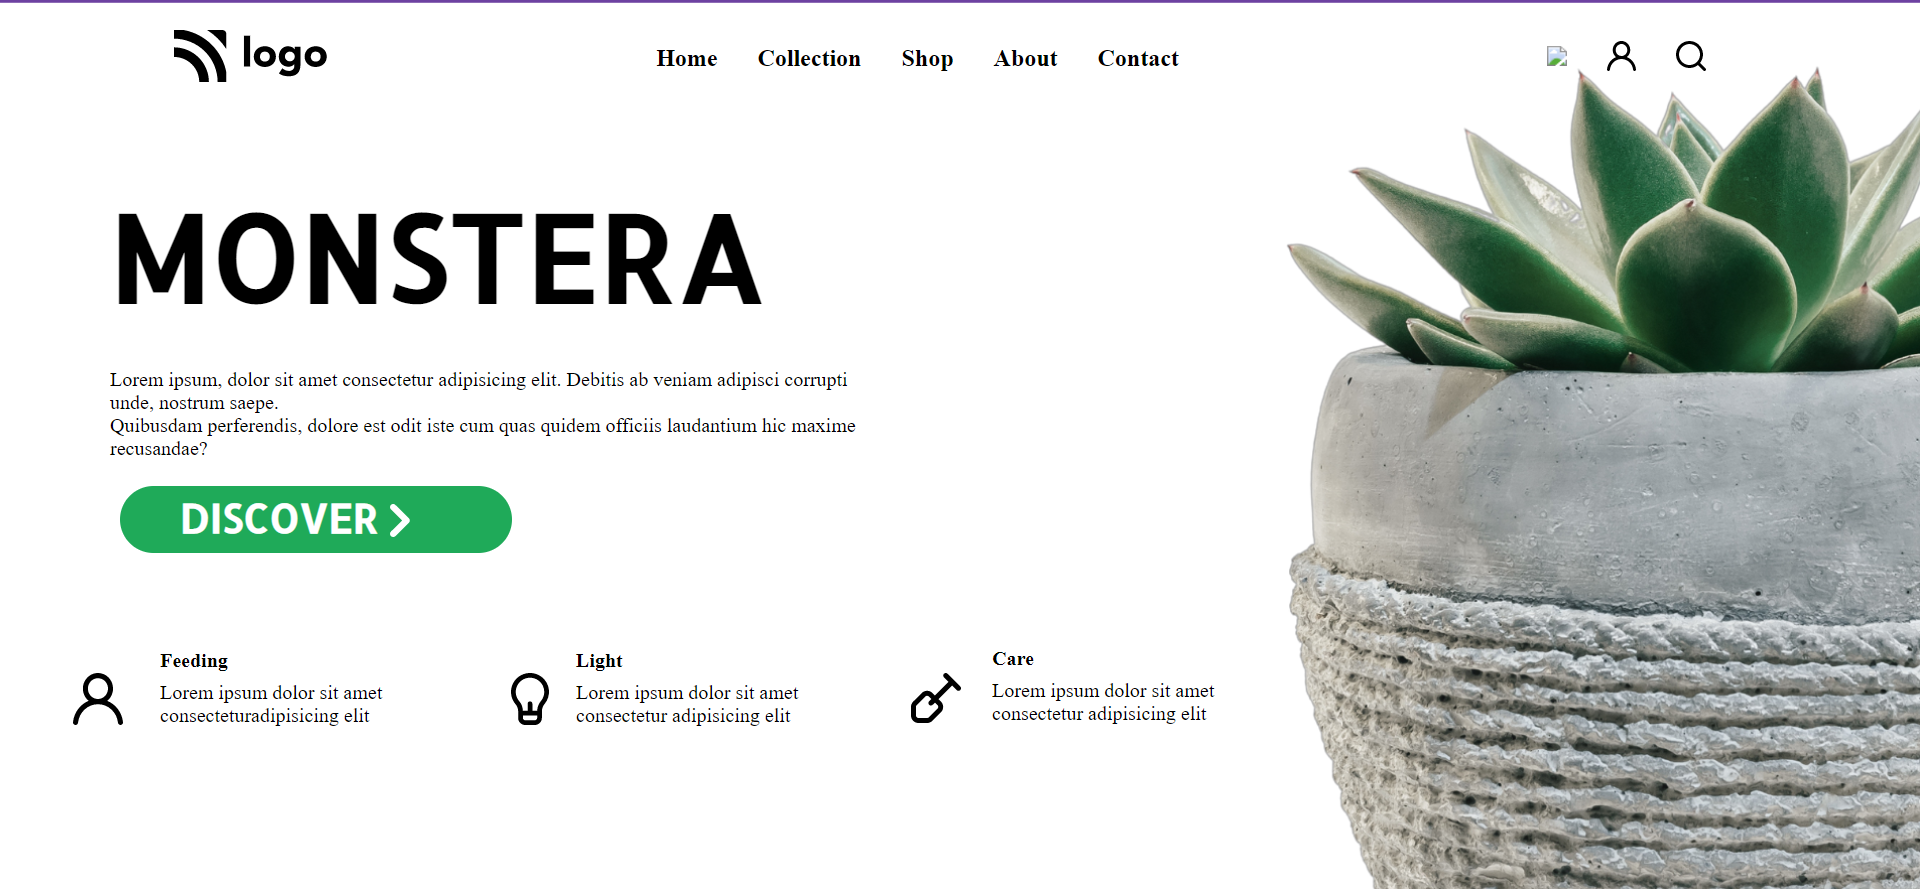 logo
Home Collection Shop About Contact
MONSTERA
Lorem ipsum, dolor sit amet consectetur adipisicing elit. Debitis ab veniam adipisci corrupti
unde, nostrum saepe.
Quibusdam perferendis, dolore est odit iste cum quas quidem officiis laudantium hic maxime
recusandae?
DISCOVER
Feeding
Lorem ipsum dolor sit amet
consecteturadipisicing elit
Light
Lorem ipsum dolor sit amet
consectetur adipisicing elit
Care
Lorem ipsum dolor sit amet
consectetur adipisicing elit